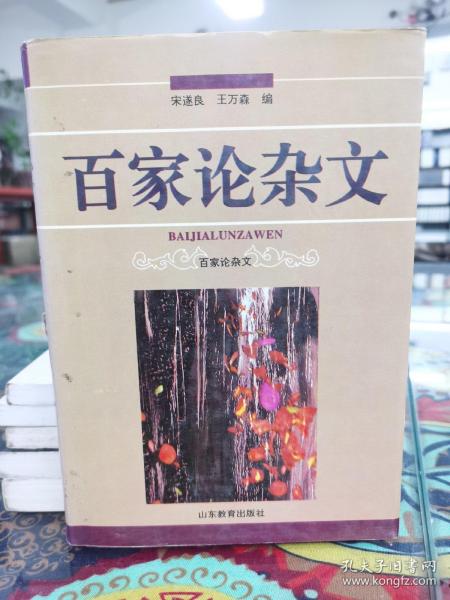 宋遂良 王万森 编
百家论杂文
BAIJIALUNZAWEN
百家论杂文
山东教育出版社
孔夫子旧书网
www.kongfz.com